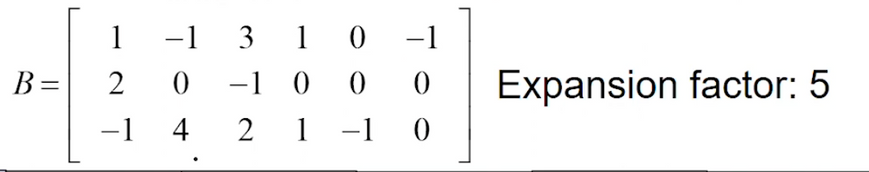 1 –1 3 1 0 –1
B= 2 0 –1 0 0 0 Expansion factor: 5
–1 4 2 1 –1 0